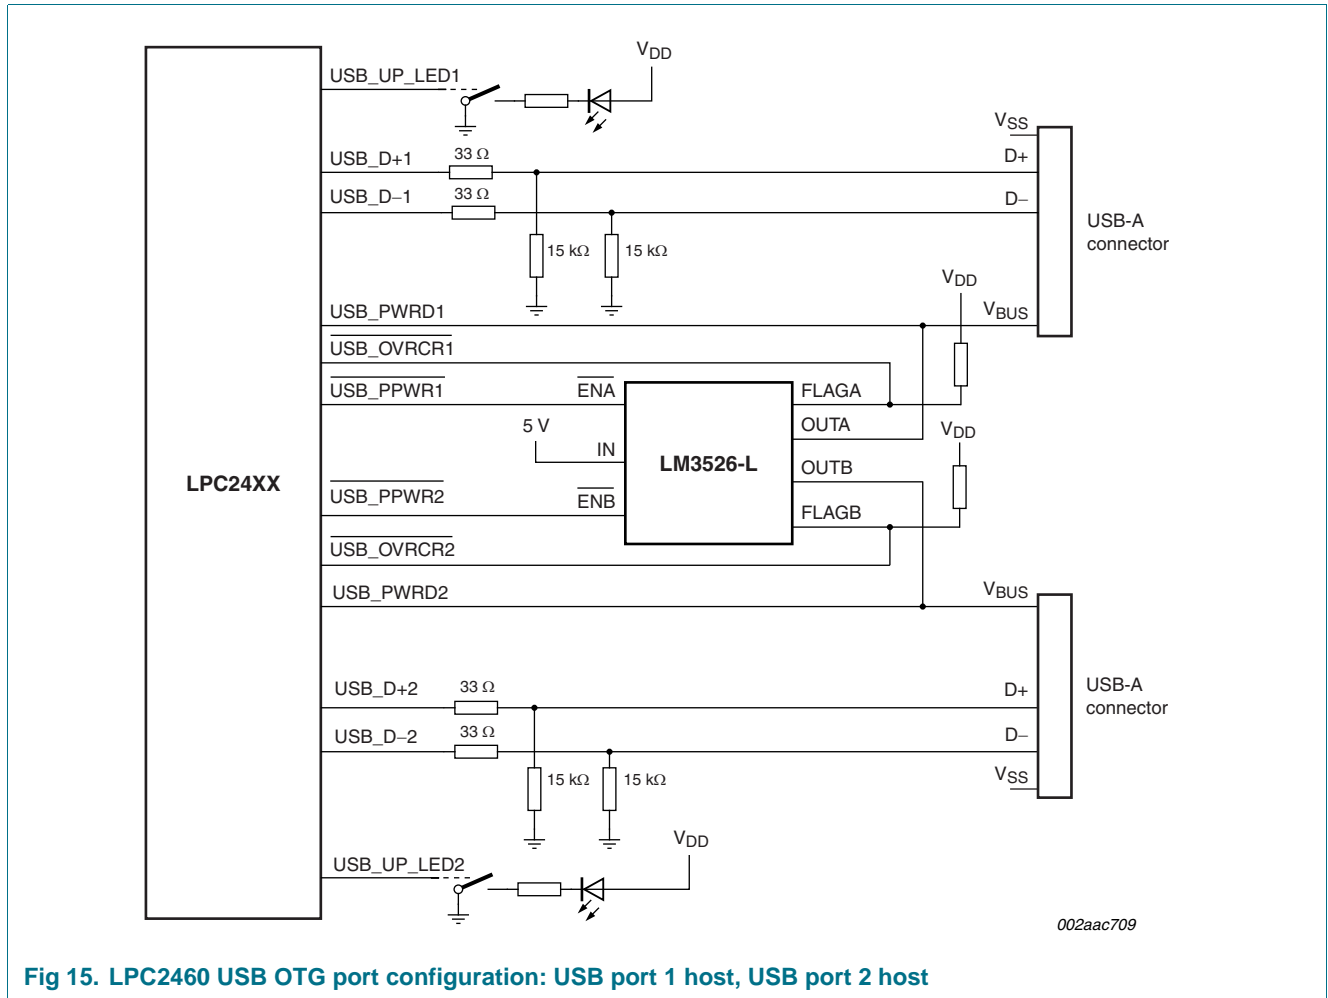 USB_UP_LED1
VDD
VSS
USB_D+1
33 Ω
D+
USB_D−1
33 Ω
D−
USB-A
connector
15 kΩ
15 kΩ
VDD
USB_PWRD1
VBUS
USB_OVRCR1
USB_PPWR1
ENA
FLAGA
5 V
OUTA
VDD
IN
LPC24XX
LM3526-L
OUTB
USB_PPWR2
ENB
FLAGB
USB_OVRCR2
USB_PWRD2
VBUS
USB_D+2
33 Ω
D+
USB-A
connector
USB_D−2
33 Ω
D−
15 kΩ
15 kΩ
VSS
VDD
USB_UP_LED2
002aac709
Fig 15. LPC2460 USB OTG port configuration: USB port 1 host, USB port 2 host